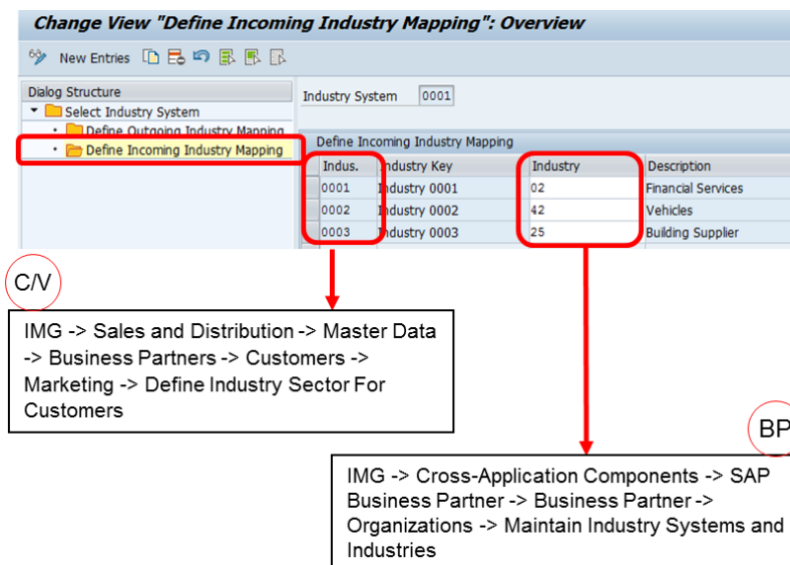 Change View "Define Incoming Industry Mapping": Overview
New Entries
Dialog Structure
Select Industry System
Define Outgoing Industry Mapping
Define Incoming Industry Mapping
Industry System 0001
Define Incoming Industry Mapping
Indus. Industry Key Industry Description
0001 Industry 0001 02 Financial Services
0002 Industry 0002 42 Vehicles
0003 Industry 0003 25 Building Supplier
C/V
IMG -> Sales and Distribution -> Master Data
-> Business Partners -> Customers ->
Marketing -> Define Industry Sector For
Customers
BP
IMG -> Cross-Application Components -> SAP
Business Partner -> Business Partner ->
Organizations -> Maintain Industry Systems and
Industries